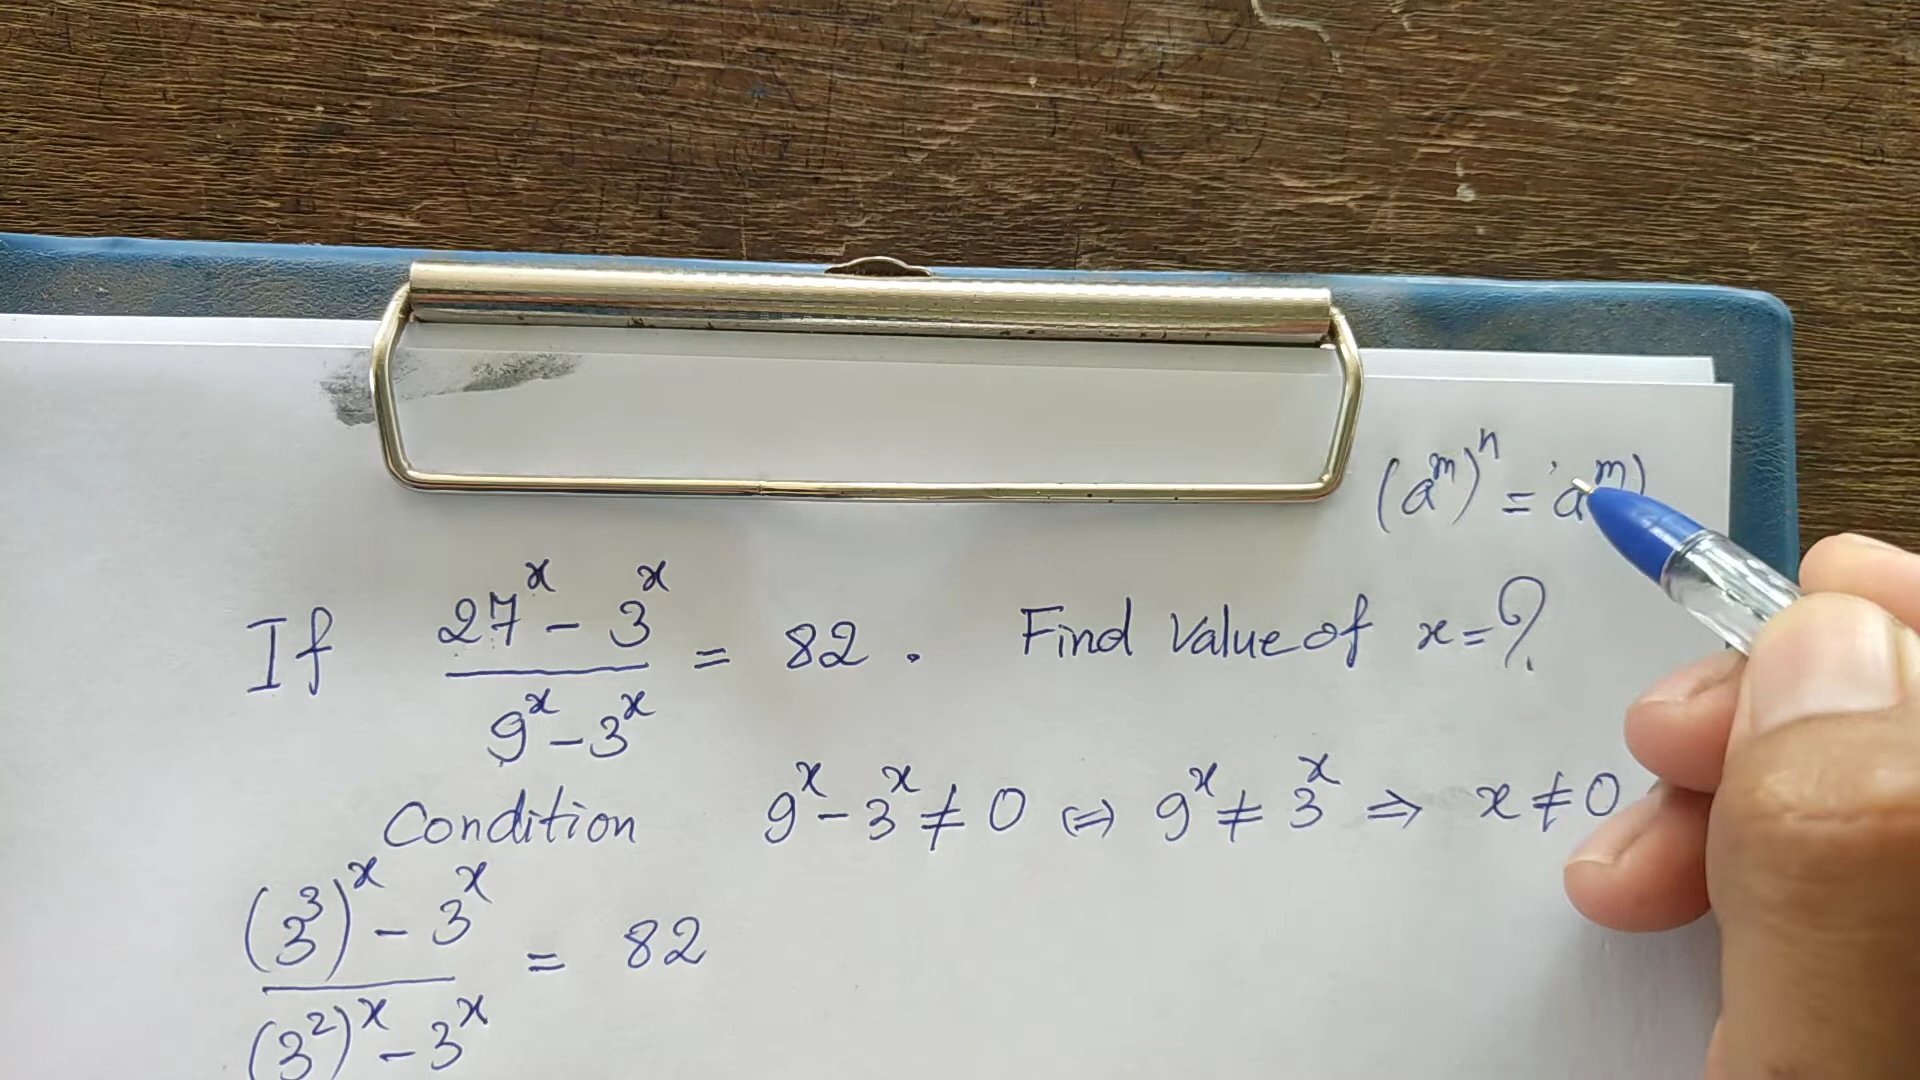 (a^m)^n = a^m)
If (27^x - 3^x)/(9^x - 3^x) = 82 . Find Value of x = ?
Condition 9^x - 3^x ≠ 0 ⇔ 9^x ≠ 3^x ⇒ x ≠ 0
((3^3)^x - 3^x)/((3^2)^x - 3^x) = 82